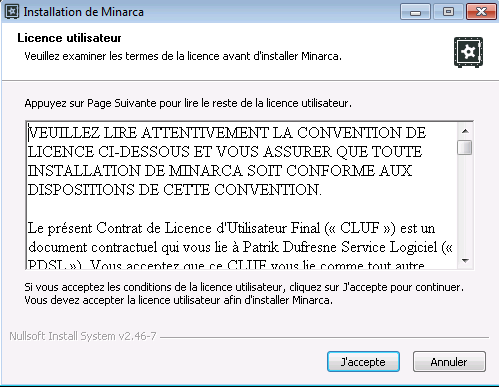 Installation de Minarca
Licence utilisateur
Veuillez examiner les termes de la licence avant d'installer Minarca.
Appuyez sur Page Suivante pour lire le reste de la licence utilisateur.
VEUILLEZ LIRE ATTENTIVEMENT LA CONVENTION DE
LICENCE CI-DESSOUS ET VOUS ASSURER QUE TOUTE
INSTALLATION DE MINARCA SOIT CONFORME AUX
DISPOSITIONS DE CETTE CONVENTION.
Le présent Contrat de Licence d'Utilisateur Final (« CLUF ») est un
document contractuel qui vous lie à Patrik Dufresne Service Logiciel («
PDSL »). Vous acceptez que ce CLUF vous lie comme tout autre
Si vous acceptez les conditions de la licence utilisateur, cliquez sur J'accepte pour continuer.
Vous devez accepter la licence utilisateur afin d'installer Minarca.
Nullsoft Install System v2.46-7
J'accepte
Annuler